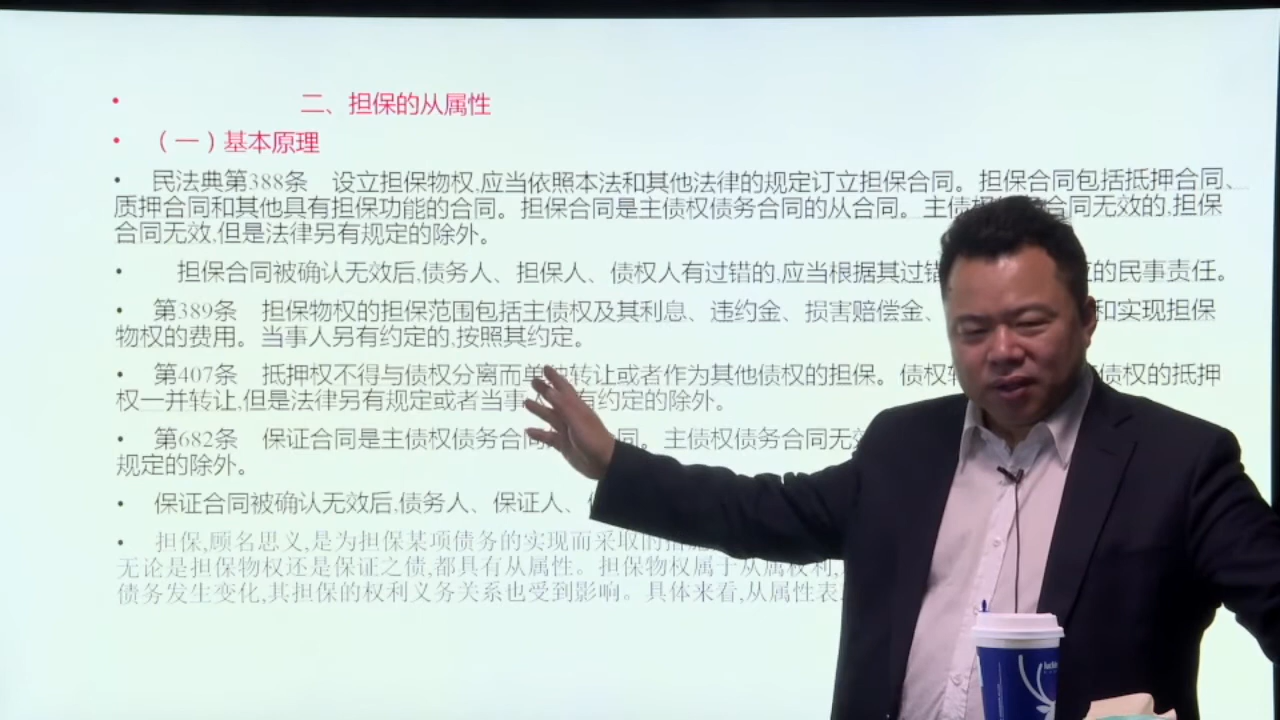 • 二、担保的从属性
• （一）基本原理
• 民法典第388条 设立担保物权,应当依照本法和其他法律的规定订立担保合同。担保合同包括抵押合同、
质押合同和其他具有担保功能的合同。担保合同是主债权债务合同的从合同。主债 合同无效的,担保
合同无效,但是法律另有规定的除外。
• 担保合同被确认无效后,债务人、担保人、债权人有过错的,应当根据其过错 的民事责任。
• 第389条 担保物权的担保范围包括主债权及其利息、违约金、损害赔偿金、 和实现担保
物权的费用。当事人另有约定的,按照其约定。
• 第407条 抵押权不得与债权分离而单 转让或者作为其他债权的担保。债权 债权的抵押
权一并转让,但是法律另有规定或者当事 有约定的除外。
• 第682条 保证合同是主债权债务合同 同。主债权债务合同无
规定的除外。
• 保证合同被确认无效后,债务人、保证人、
• 担保,顾名思义,是为担保某项债务的实现而采取的措施
无论是担保物权还是保证之债,都具有从属性。担保物权属于从属权利,
债务发生变化,其担保的权利义务关系也受到影响。具体来看,从属性表